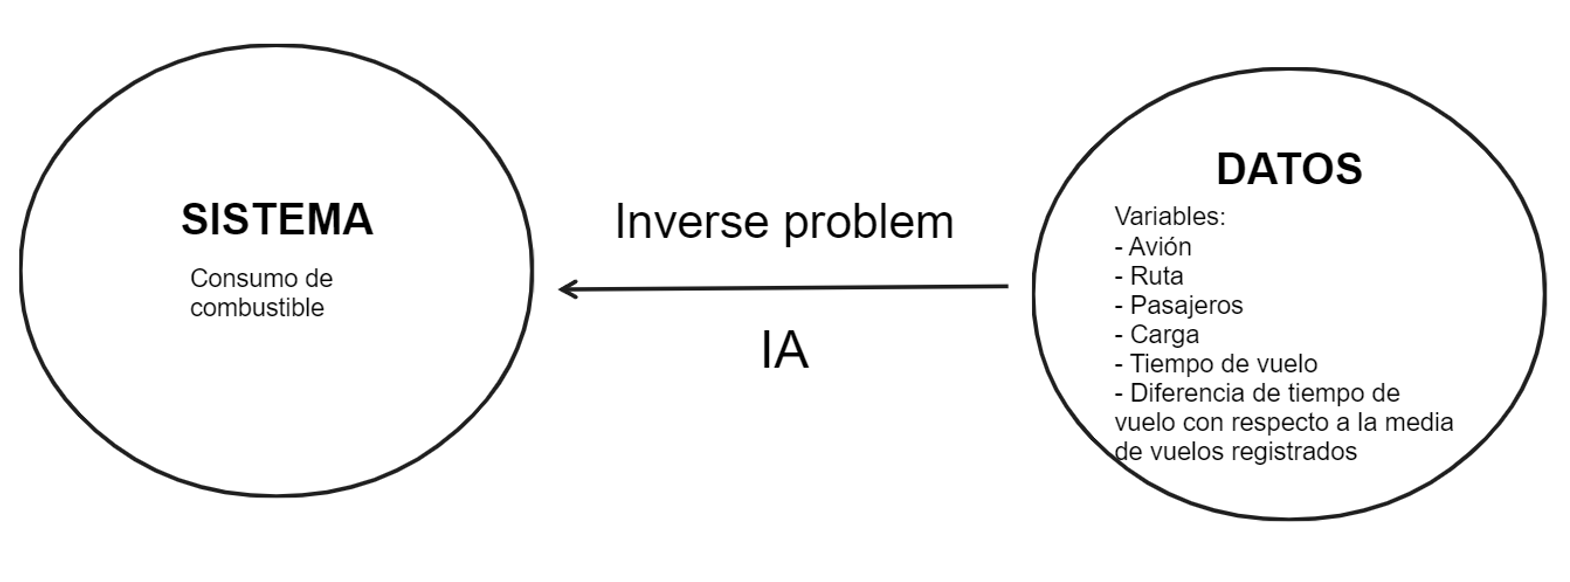 SISTEMA
Consumo de
combustible
Inverse problem
IA
DATOS
Variables:
- Avión
- Ruta
- Pasajeros
- Carga
- Tiempo de vuelo
- Diferencia de tiempo de
vuelo con respecto a la media
de vuelos registrados